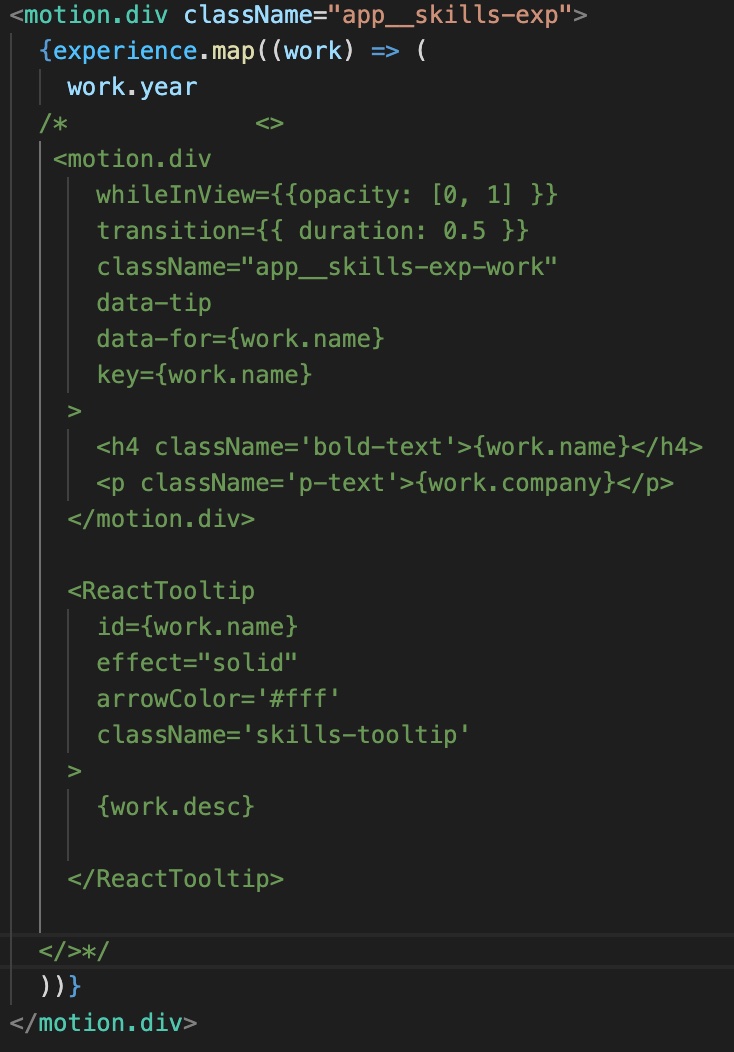 <motion.div className="app__skills-exp">
  {experience.map((work) => (
    work.year
  /*             <>
   <motion.div
      whileInView={{opacity: [0, 1] }}
      transition={{ duration: 0.5 }}
      className="app__skills-exp-work"
      data-tip
      data-for={work.name}
      key={work.name}
    >
      <h4 className='bold-text'>{work.name}</h4>
      <p className='p-text'>{work.company}</p>
    </motion.div>

    <ReactTooltip
      id={work.name}
      effect="solid"
      arrowColor='#fff'
      className='skills-tooltip'
    >
      {work.desc}

    </ReactTooltip>

  </>*/
  ))}
</motion.div>